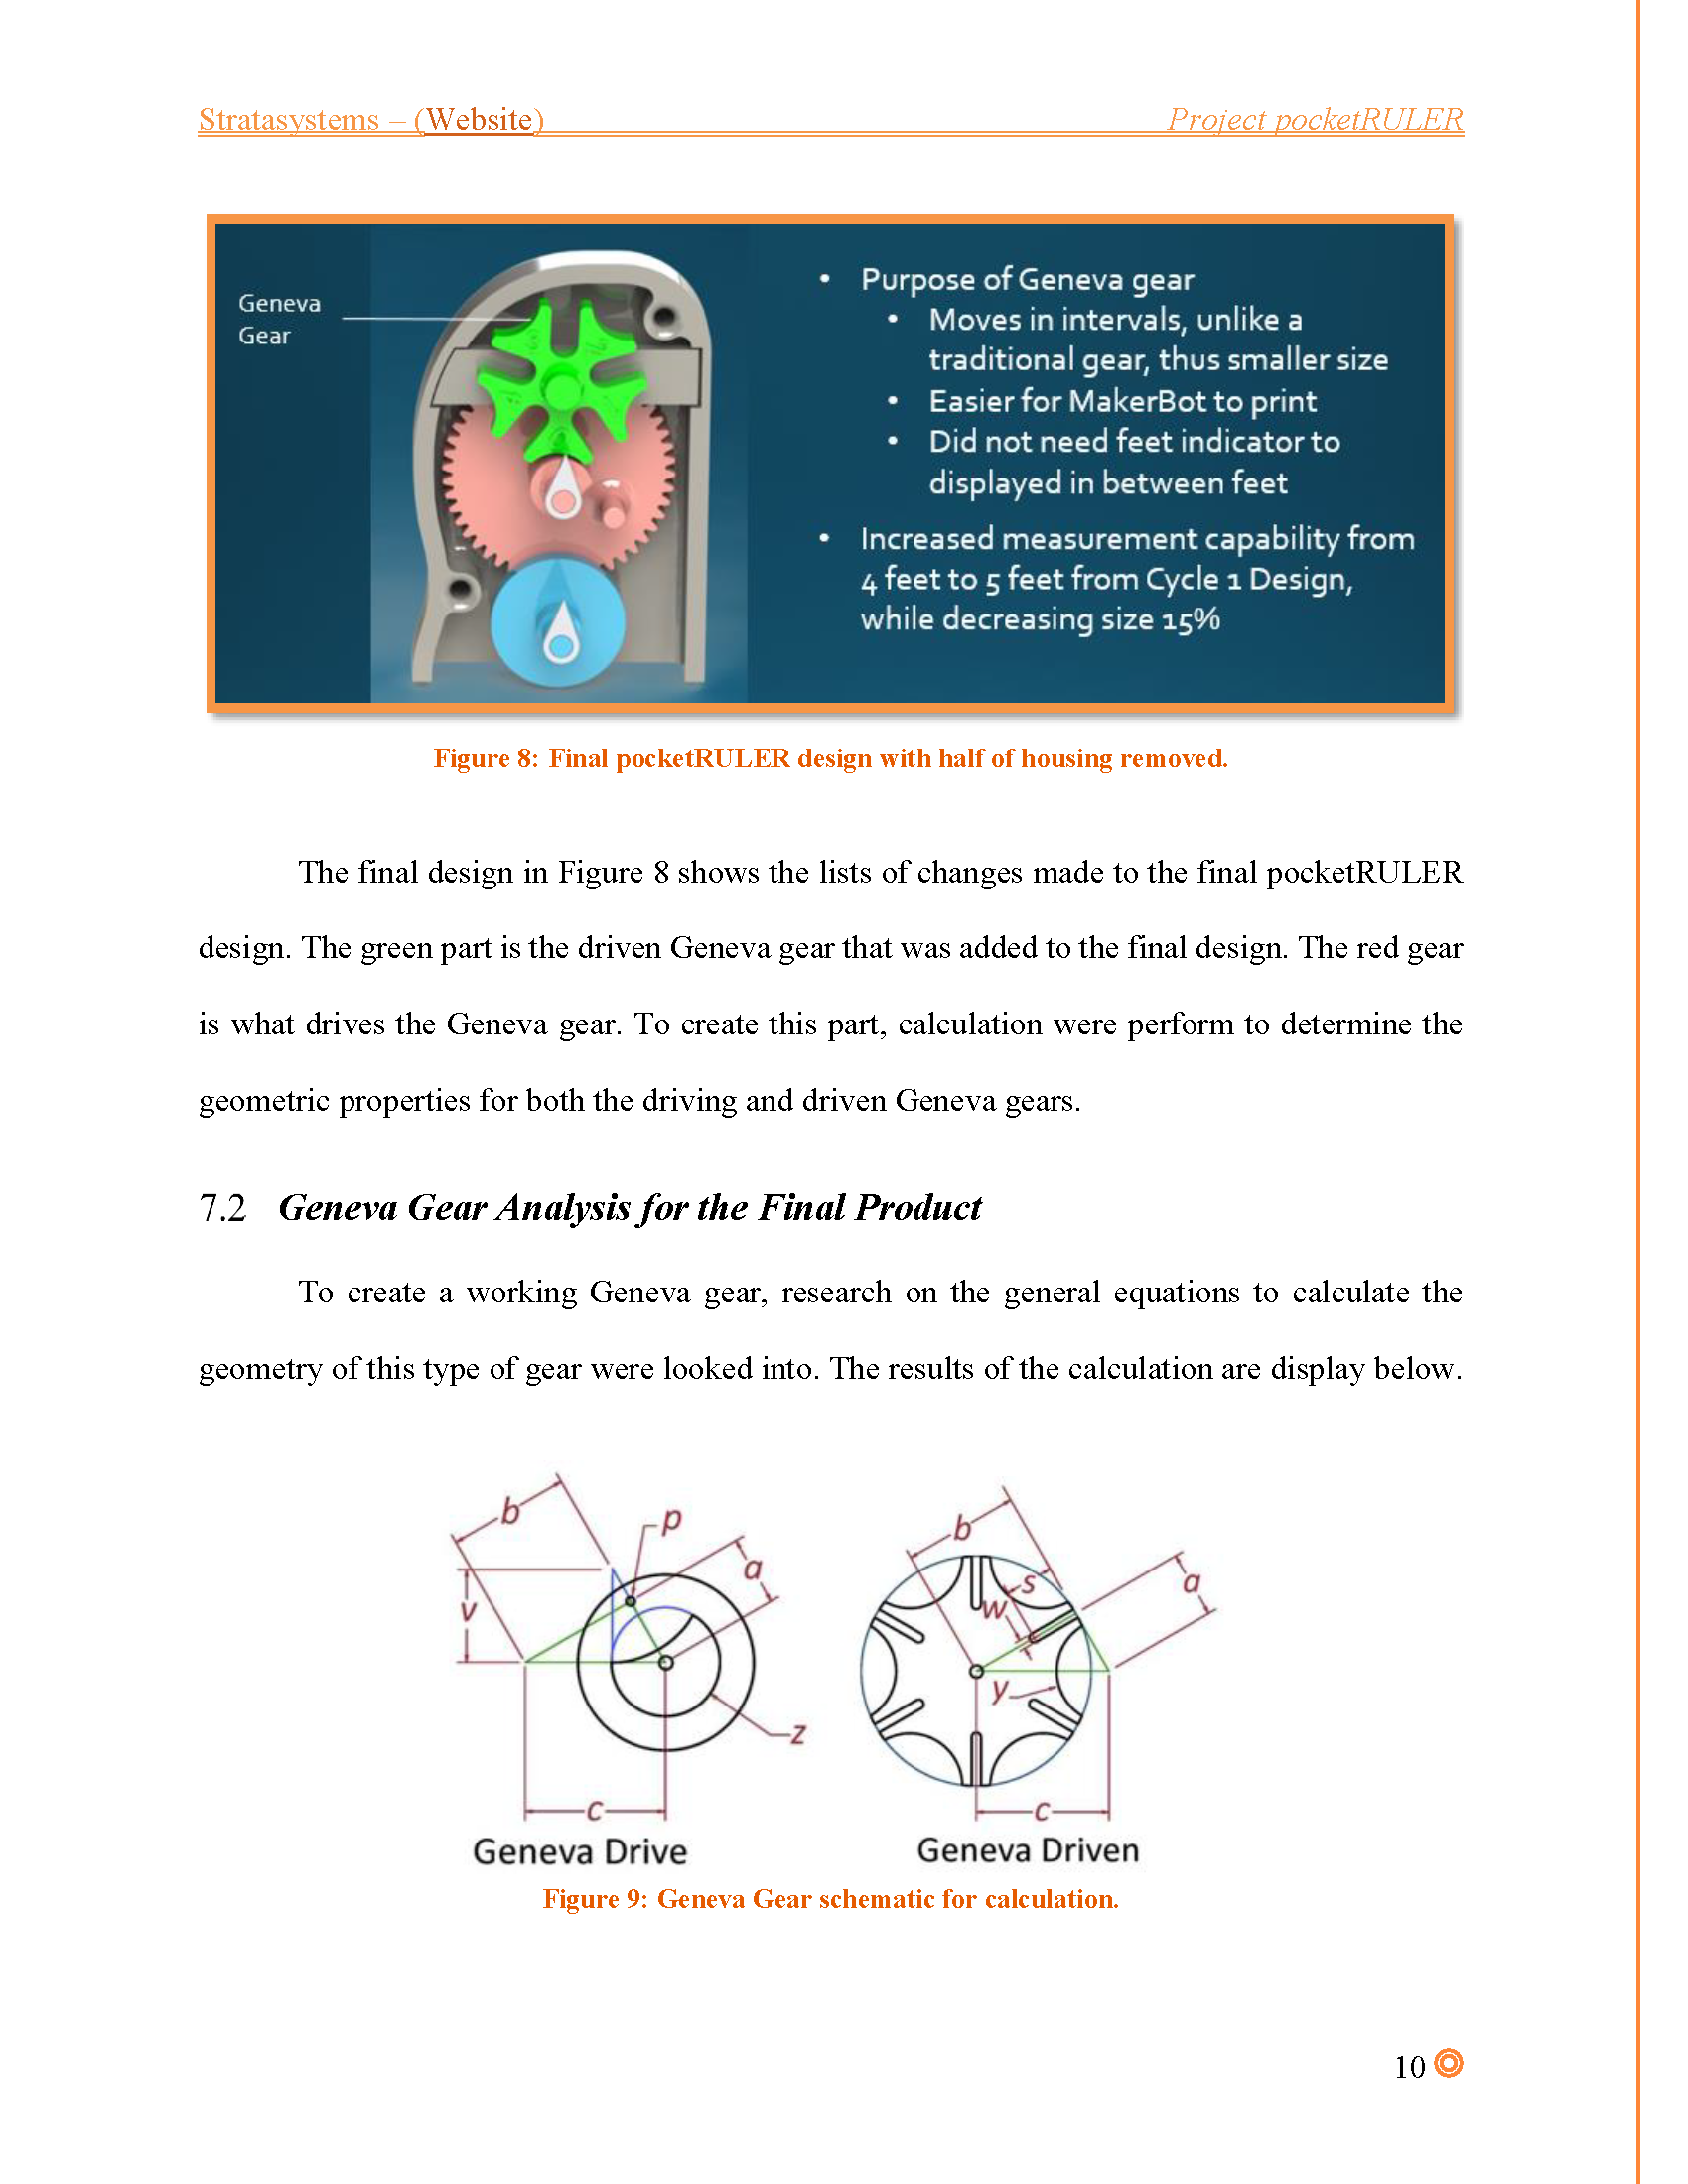 Stratasystems – (Website) Project pocketRULER
Geneva
Gear
• Purpose of Geneva gear
• Moves in intervals, unlike a
traditional gear, thus smaller size
• Easier for MakerBot to print
• Did not need feet indicator to
displayed in between feet
• Increased measurement capability from
4 feet to 5 feet from Cycle 1 Design,
while decreasing size 15%
Figure 8: Final pocketRULER design with half of housing removed.
The final design in Figure 8 shows the lists of changes made to the final pocketRULER
design. The green part is the driven Geneva gear that was added to the final design. The red gear
is what drives the Geneva gear. To create this part, calculation were perform to determine the
geometric properties for both the driving and driven Geneva gears.
7.2 Geneva Gear Analysis for the Final Product
To create a working Geneva gear, research on the general equations to calculate the
geometry of this type of gear were looked into. The results of the calculation are display below.
b
p
a
v
z
c
Geneva Drive
b
s
a
w
y
c
Geneva Driven
Figure 9: Geneva Gear schematic for calculation.
10